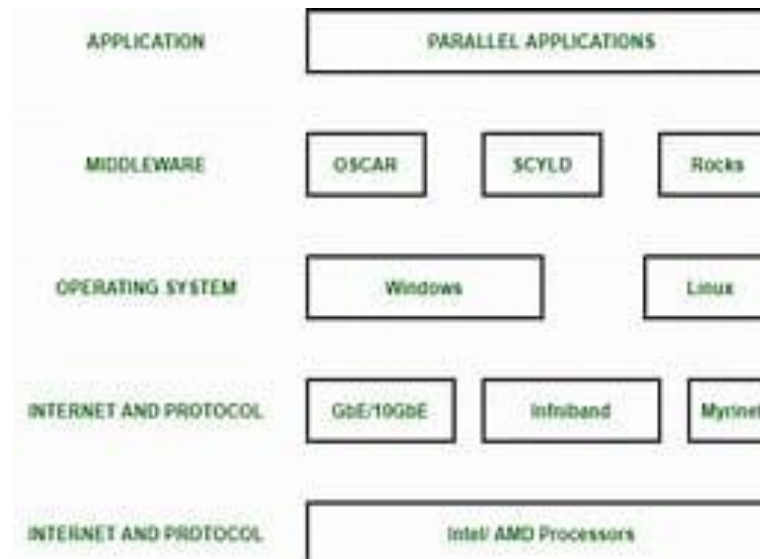 APPLICATION PARALLEL APPLICATIONS
MIDDLEWARE OSCAR SCYLD Rocks
OPERATING SYSTEM Windows Linux
INTERNET AND PROTOCOL GbE/10GbE Infniband Myrinet
INTERNET AND PROTOCOL Intel/ AMD Processors